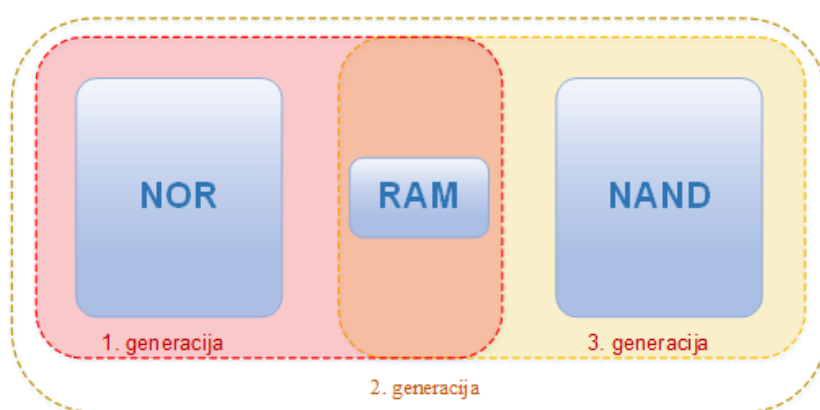 NOR
RAM
NAND
1. generacija
3. generacija
2. generacija